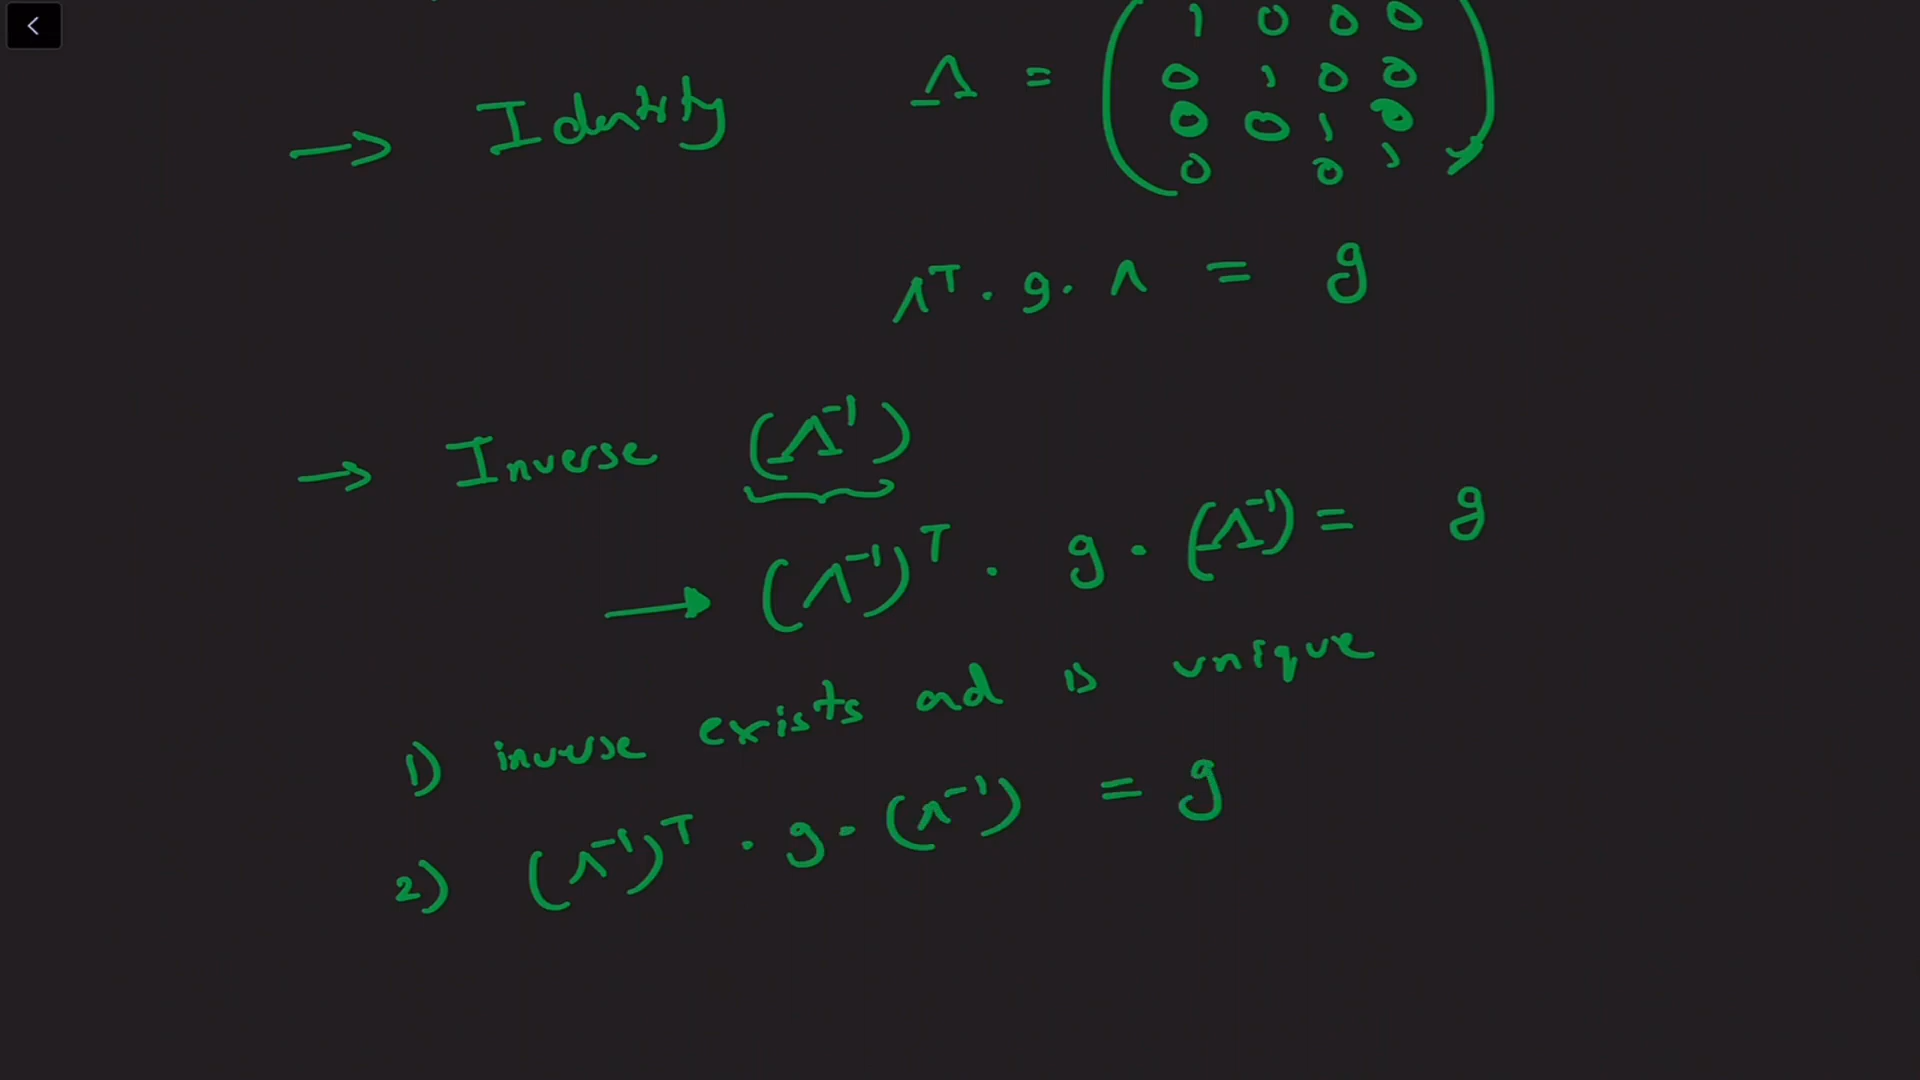 1 0 0 0
→ Identity Λ = 0 1 0 0
0 0 1 0
0 0 1
Λᵀ · g · Λ = g
→ Inverse (Λ⁻¹)
→ (Λ⁻¹)ᵀ · g · (Λ⁻¹) = g
1) inverse exists and is unique
2) (Λ⁻¹)ᵀ · g · (Λ⁻¹) = g